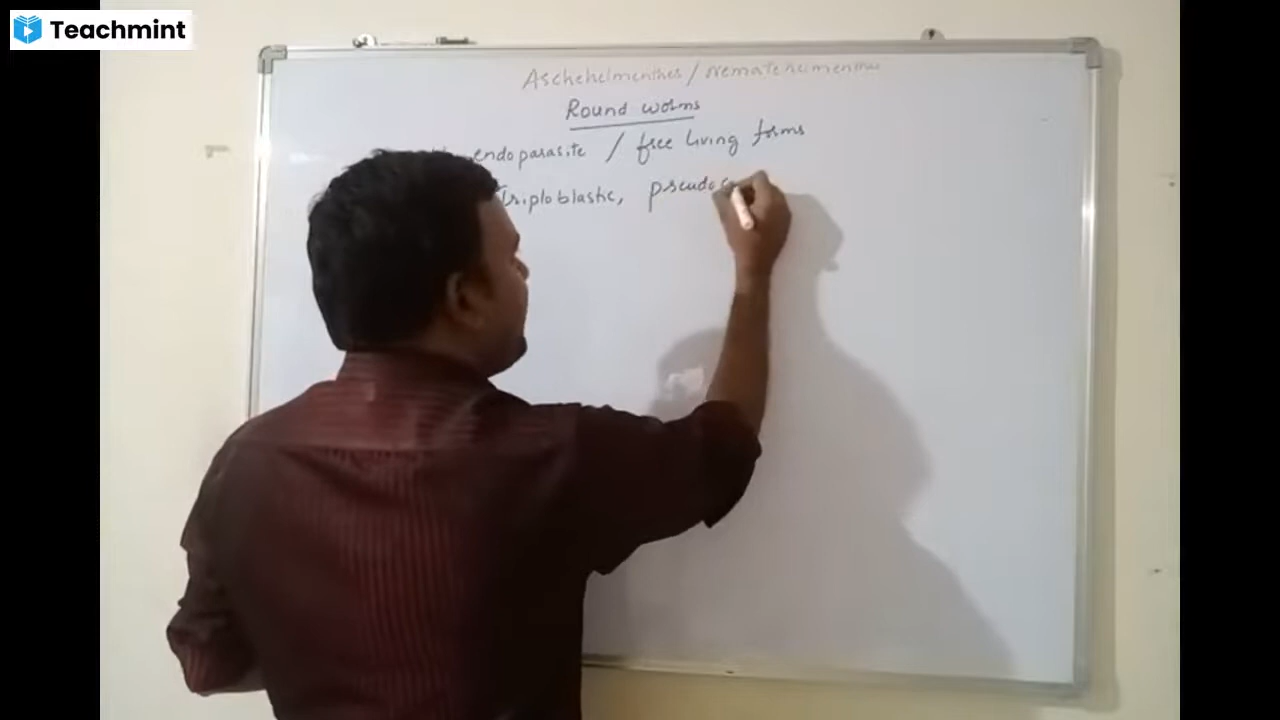 Teachmint
Aschehelmenthes / Nematehelmenthes
Round worms
endoparasite / free living forms
Triploblastic, pseudo